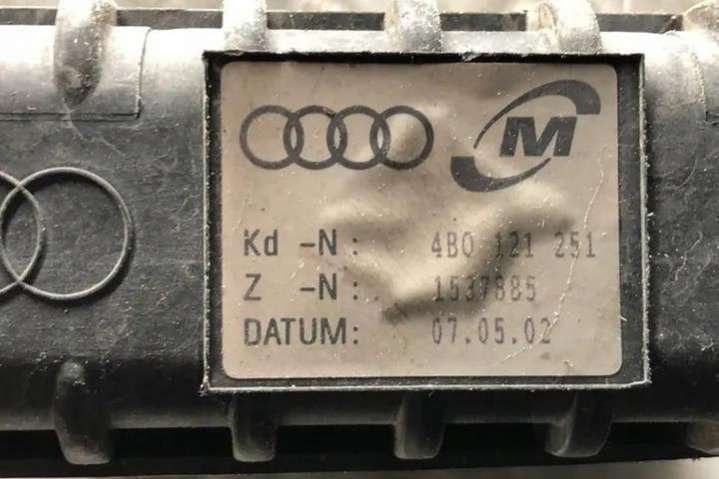 M
Kd -N: 4B0 121 251
Z -N: 1537885
DATUM: 07.05.02